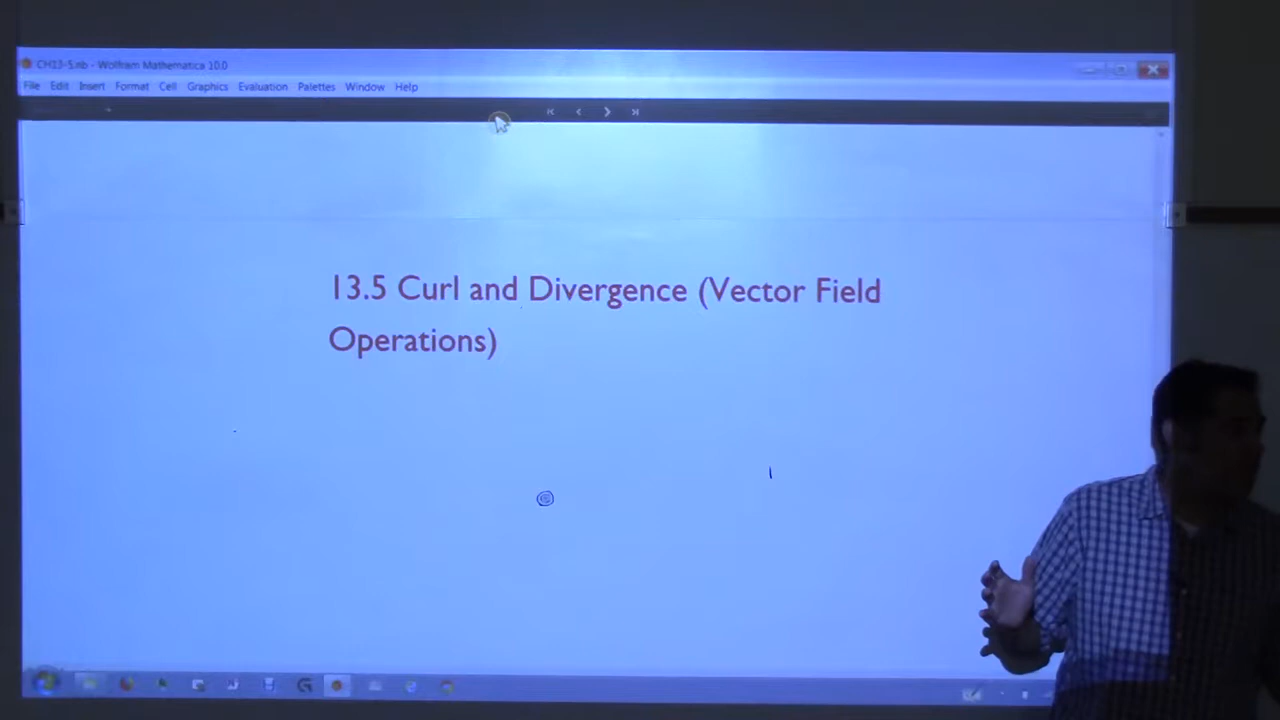 CH13-5.nb - Wolfram Mathematica 10.0
File Edit Insert Format Cell Graphics Evaluation Palettes Window Help
13.5 Curl and Divergence (Vector Field
Operations)